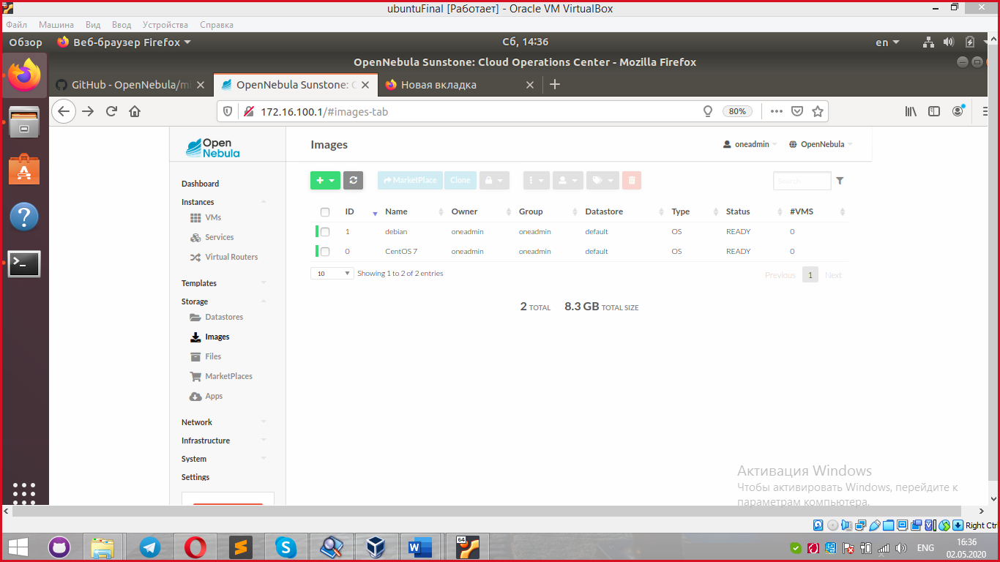 ubuntuFinal [Работает] - Oracle VM VirtualBox
Файл Машина Вид Ввод Устройства Справка
Обзор Веб-браузер Firefox Сб, 14:36 en
OpenNebula Sunstone: Cloud Operations Center - Mozilla Firefox
GitHub - OpenNebula/mi OpenNebula Sunstone: C Новая вкладка
172.16.100.1/#images-tab 80%
Open Nebula
Images oneadmin OpenNebula
MarketPlace Clone Search
Dashboard
Instances
VMs
Services
Virtual Routers
Templates
Storage
Datastores
Images
Files
MarketPlaces
Apps
Network
Infrastructure
System
Settings
ID Name Owner Group Datastore Type Status #VMS
1 debian oneadmin oneadmin default OS READY 0
0 CentOS 7 oneadmin oneadmin default OS READY 0
10 Showing 1 to 2 of 2 entries Previous 1 Next
2 TOTAL 8.3 GB TOTAL SIZE
Активация Windows
Чтобы активировать Windows, перейдите к
параметрам компьютера.
Right Ctrl
64
ENG 16:36
02.05.2020